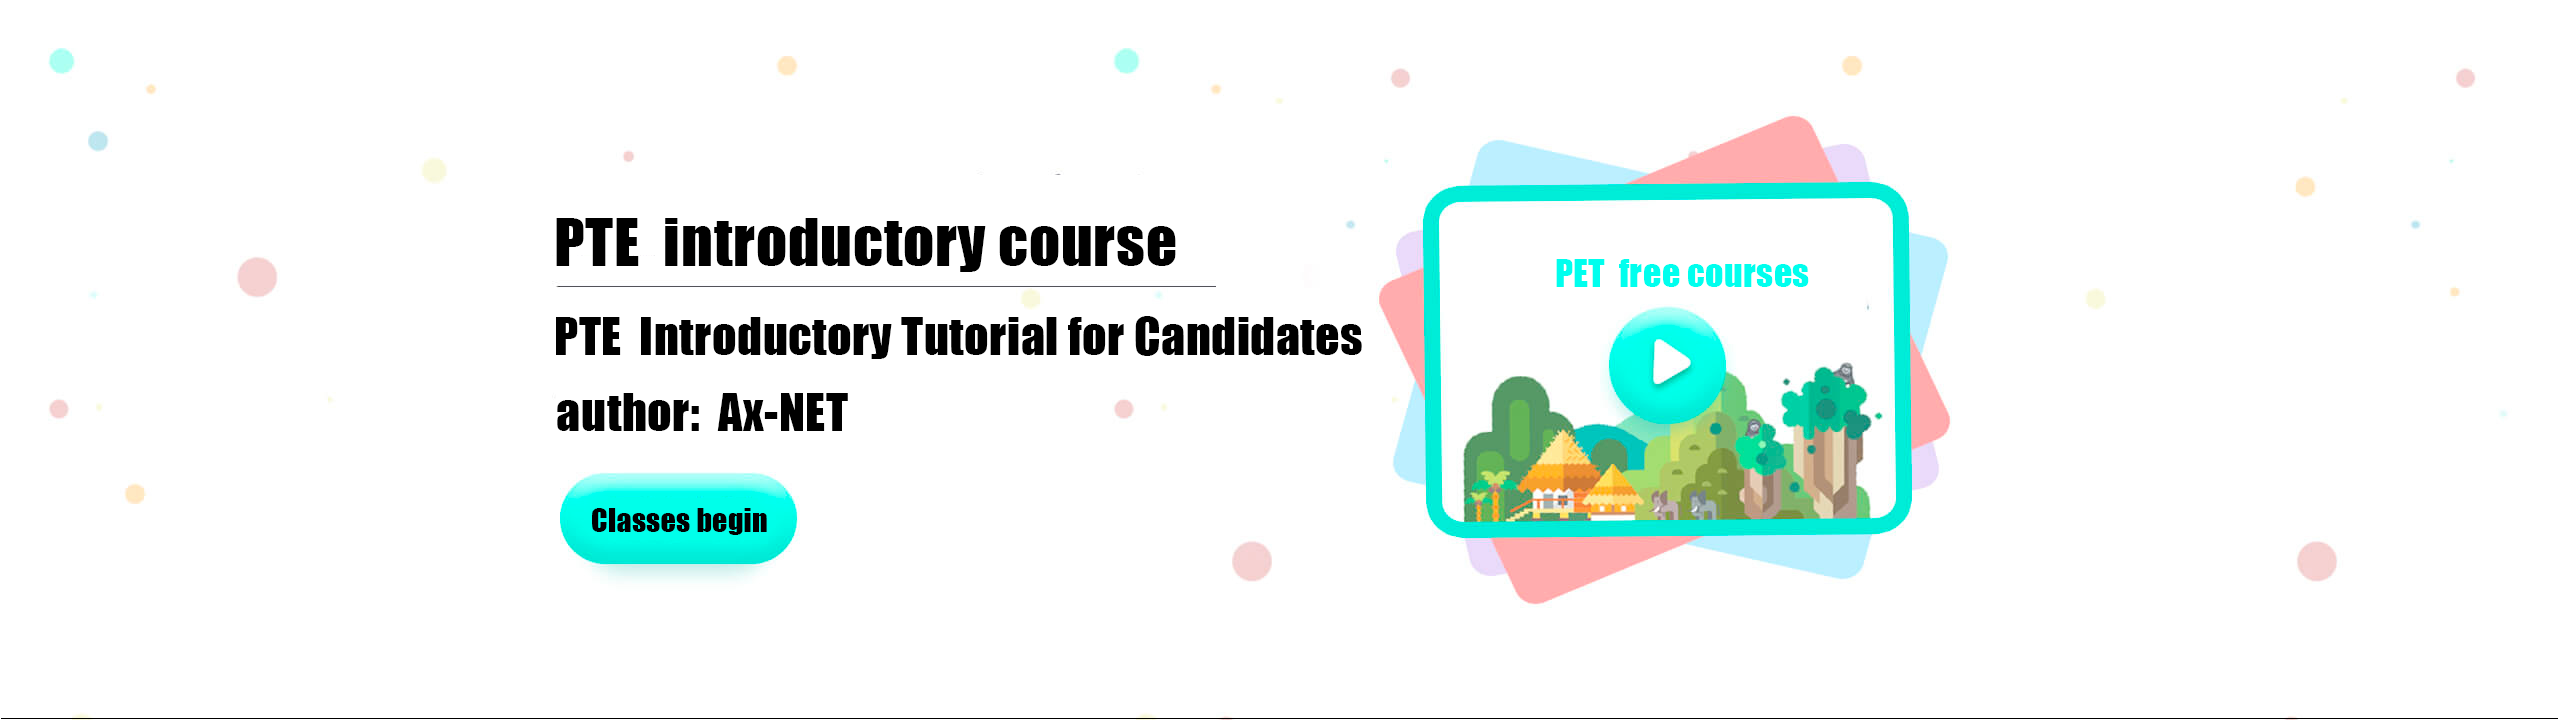 PTE introductory course
PTE Introductory Tutorial for Candidates
author: Ax-NET
Classes begin
PET free courses